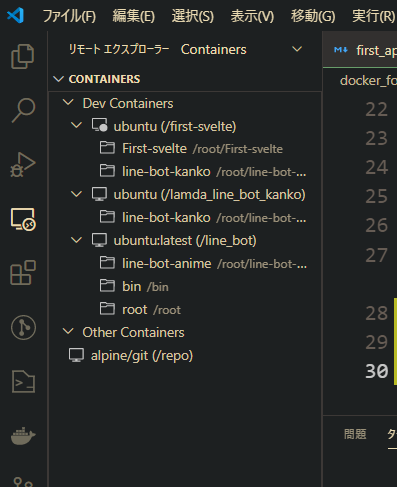 ファイル(F) 編集(E) 選択(S) 表示(V) 移動(G) 実行(R)
リモート エクスプローラー Containers
CONTAINERS
Dev Containers
ubuntu (/first-svelte)
First-svelte /root/First-svelte
line-bot-kanko /root/line-bot-...
ubuntu (/lamda_line_bot_kanko)
line-bot-kanko /root/line-bot-...
ubuntu:latest (/line_bot)
line-bot-anime /root/line-bot-...
bin /bin
root /root
Other Containers
alpine/git (/repo)
first_ap
docker_fo
22
23
24
25
26
27
28
29
30
問題